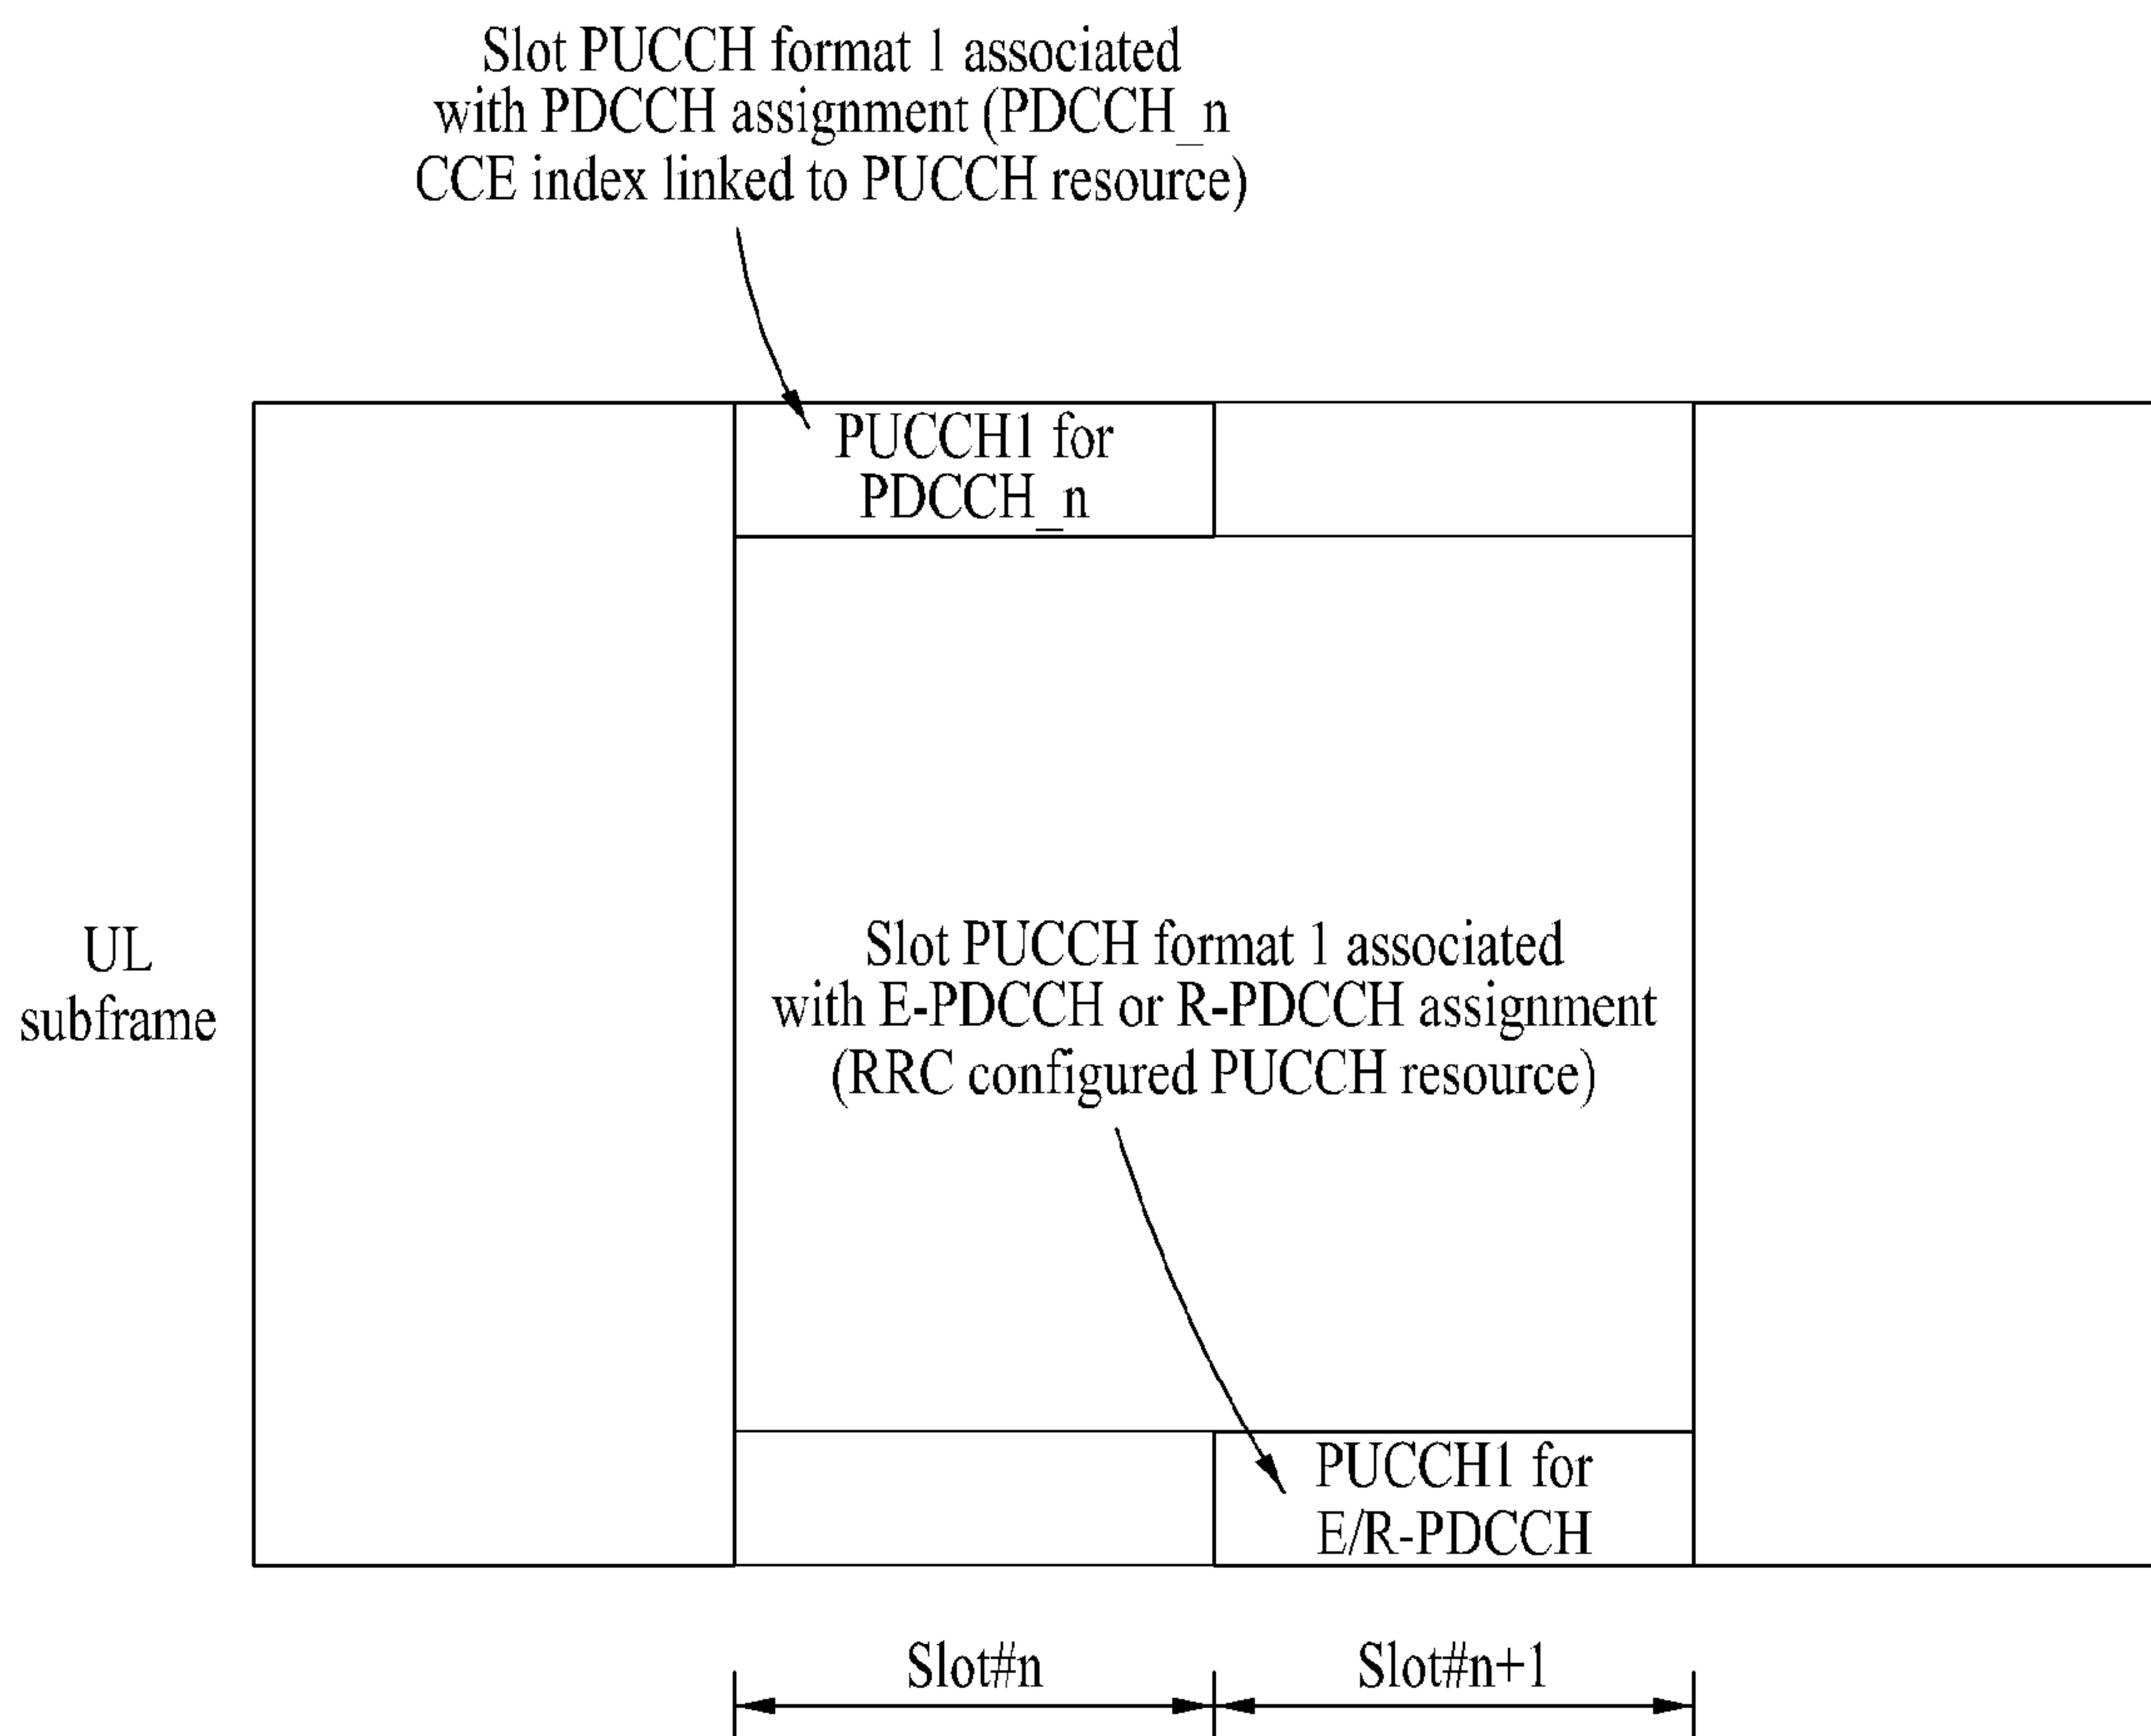 Slot PUCCH format 1 associated
with PDCCH assignment (PDCCH_n
CCE index linked to PUCCH resource)
PUCCH1 for
PDCCH_n
UL
subframe
Slot PUCCH format 1 associated
with E-PDCCH or R-PDCCH assignment
(RRC configured PUCCH resource)
PUCCH1 for
E/R-PDCCH
Slot#n
Slot#n+1